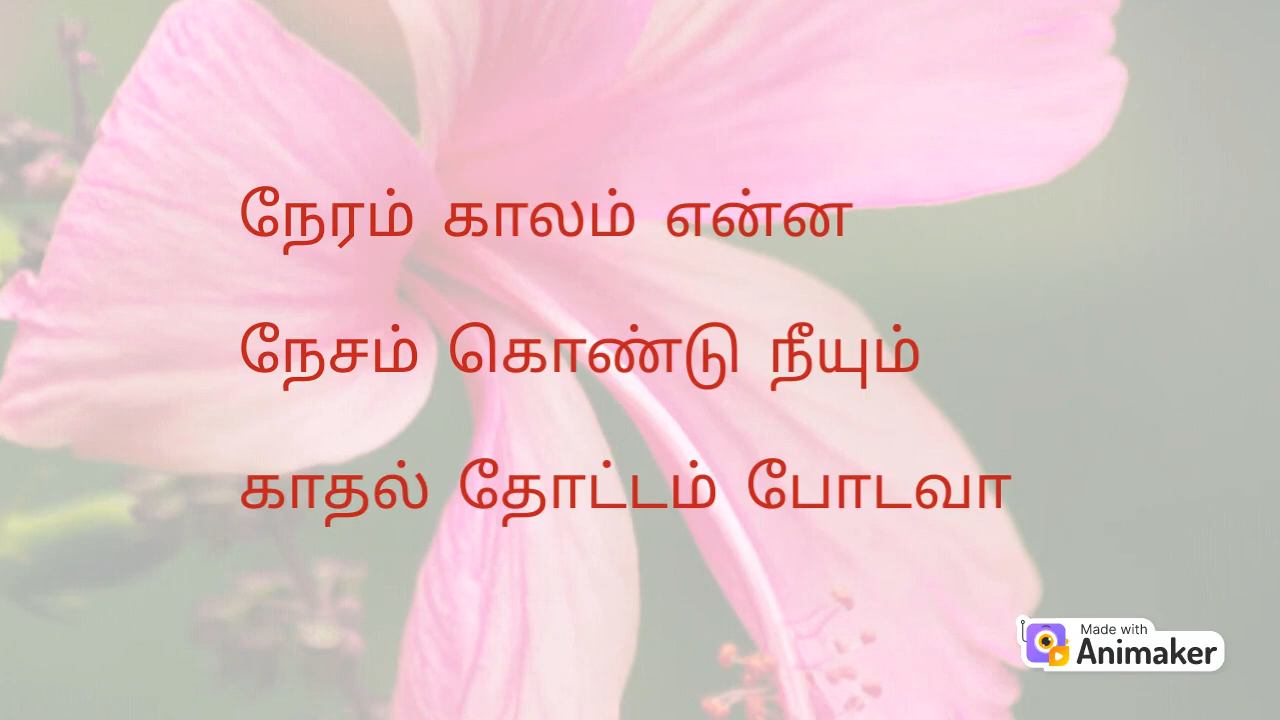 நேரம் காலம் என்ன
நேசம் கொண்டு நீயும்
காதல் தோட்டம் போடவா
Made with
Animaker